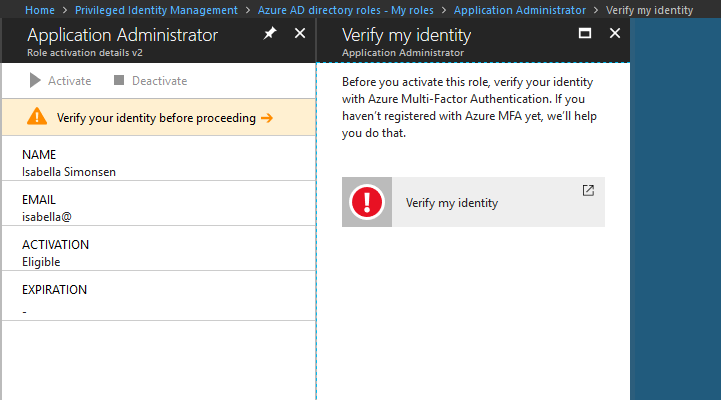 Home > Privileged Identity Management > Azure AD directory roles - My roles > Application Administrator > Verify my identity
Application Administrator
Role activation details v2
Activate
Deactivate
Verify your identity before proceeding →
NAME
Isabella Simonsen
EMAIL
isabella@
ACTIVATION
Eligible
EXPIRATION
-
Verify my identity
Application Administrator
Before you activate this role, verify your identity
with Azure Multi-Factor Authentication. If you
haven't registered with Azure MFA yet, we'll help
you do that.
Verify my identity